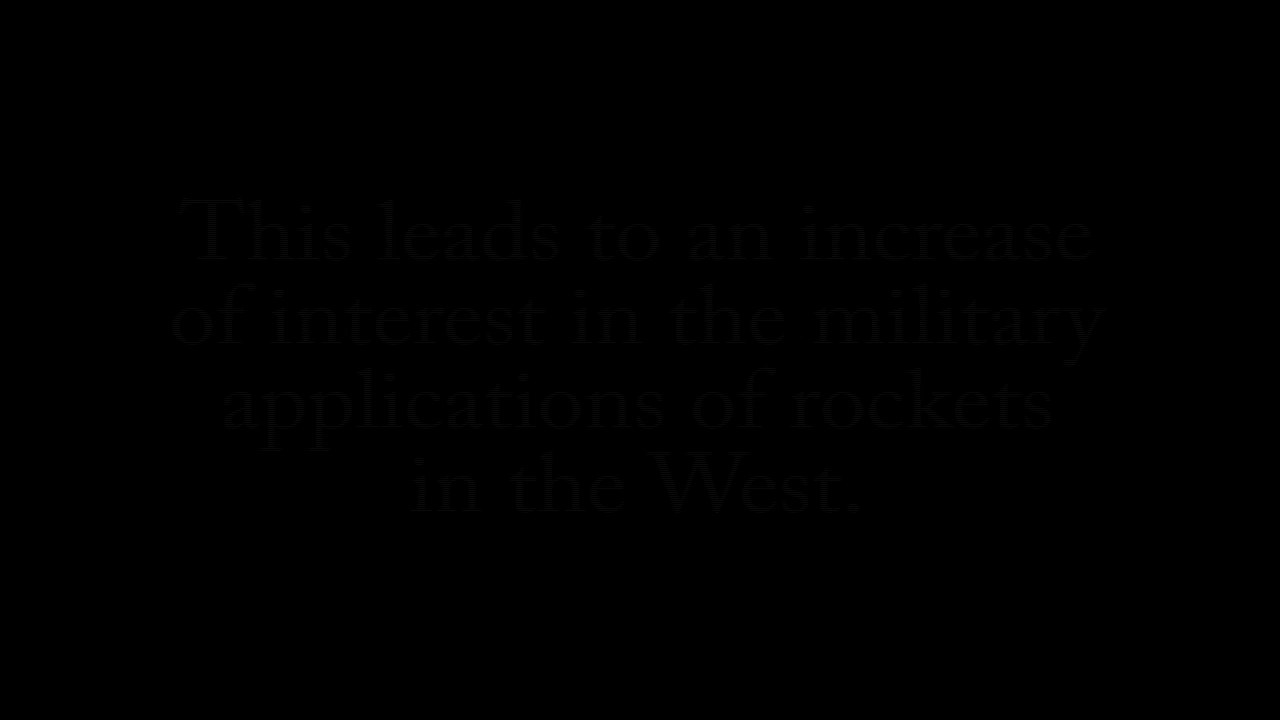 This leads to an increase
of interest in the military
applications of rockets
in the West.